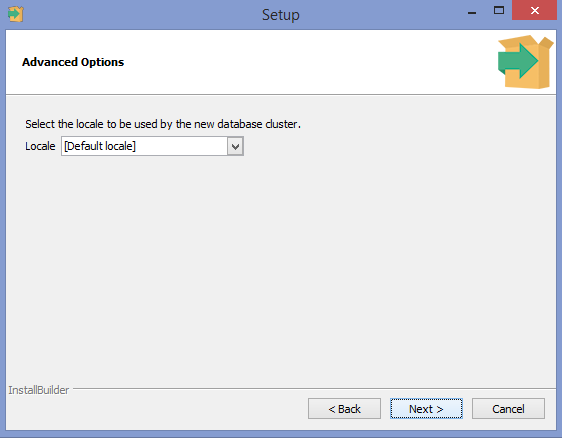 Setup
Advanced Options
Select the locale to be used by the new database cluster.
Locale [Default locale]
InstallBuilder
< Back Next > Cancel